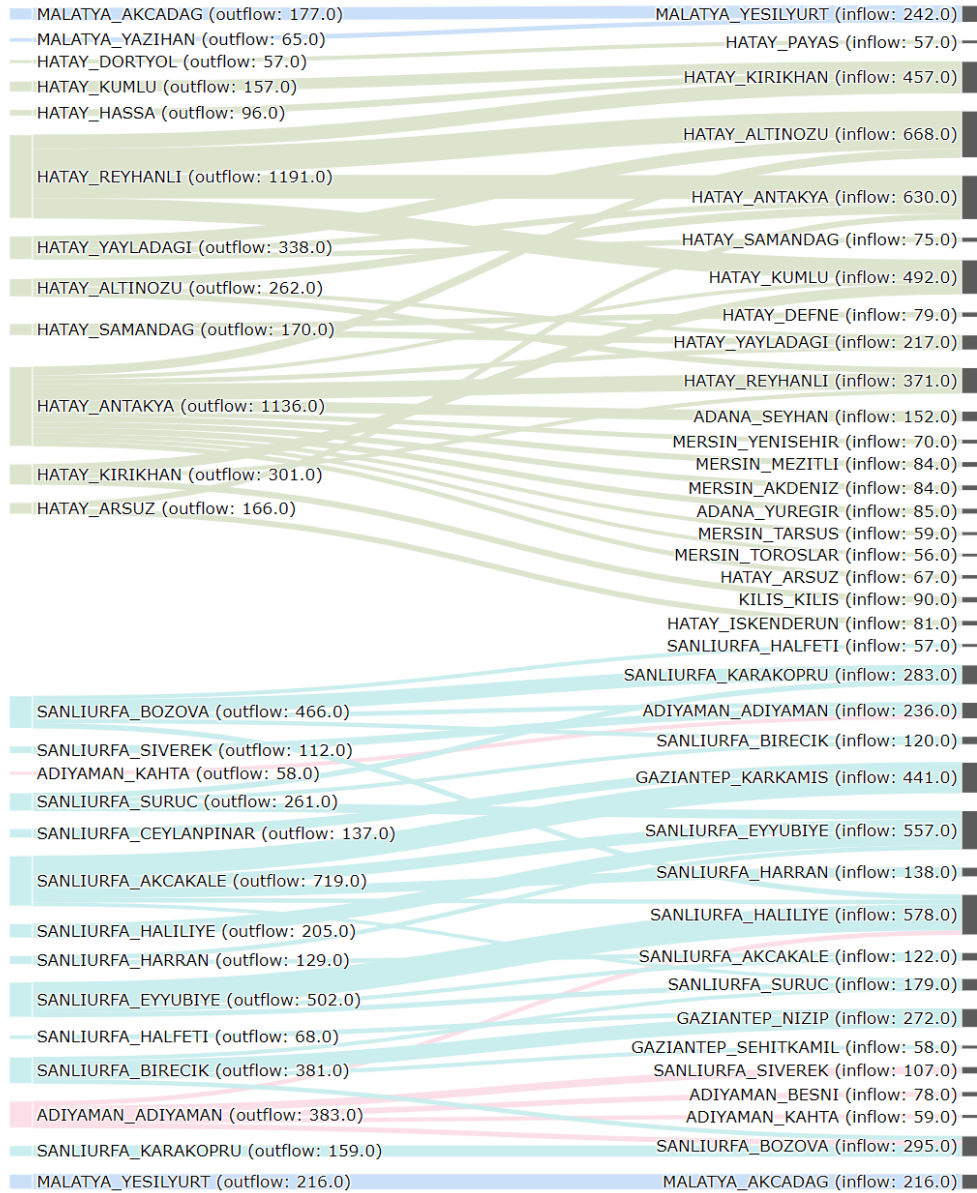 MALATYA_AKCADAG (outflow: 177.0)
MALATYA_YAZIHAN (outflow: 65.0)
HATAY_DORTYOL (outflow: 57.0)
HATAY_KUMLU (outflow: 157.0)
HATAY_HASSA (outflow: 96.0)
HATAY_REYHANLI (outflow: 1191.0)
HATAY_YAYLADAGI (outflow: 338.0)
HATAY_ALTINOZU (outflow: 262.0)
HATAY_SAMANDAG (outflow: 170.0)
HATAY_ANTAKYA (outflow: 1136.0)
HATAY_KIRIKHAN (outflow: 301.0)
HATAY_ARSUZ (outflow: 166.0)
SANLIURFA_BOZOVA (outflow: 466.0)
SANLIURFA_SIVEREK (outflow: 112.0)
ADIYAMAN_KAHTA (outflow: 58.0)
SANLIURFA_SURUC (outflow: 261.0)
SANLIURFA_CEYLANPINAR (outflow: 137.0)
SANLIURFA_AKCAKALE (outflow: 719.0)
SANLIURFA_HALILIYE (outflow: 205.0)
SANLIURFA_HARRAN (outflow: 129.0)
SANLIURFA_EYYUBIYE (outflow: 502.0)
SANLIURFA_HALFETI (outflow: 68.0)
SANLIURFA_BIRECIK (outflow: 381.0)
ADIYAMAN_ADIYAMAN (outflow: 383.0)
SANLIURFA_KARAKOPRU (outflow: 159.0)
MALATYA_YESILYURT (outflow: 216.0)
MALATYA_YESILYURT (inflow: 242.0)
HATAY_PAYAS (inflow: 57.0)
HATAY_KIRIKHAN (inflow: 457.0)
HATAY_ALTINOZU (inflow: 668.0)
HATAY_ANTAKYA (inflow: 630.0)
HATAY_SAMANDAG (inflow: 75.0)
HATAY_KUMLU (inflow: 492.0)
HATAY_DEFNE (inflow: 79.0)
HATAY_YAYLADAGI (inflow: 217.0)
HATAY_REYHANLI (inflow: 371.0)
ADANA_SEYHAN (inflow: 152.0)
MERSIN_YENISEHIR (inflow: 70.0)
MERSIN_MEZITLI (inflow: 84.0)
MERSIN_AKDENIZ (inflow: 84.0)
ADANA_YUREGIR (inflow: 85.0)
MERSIN_TARSUS (inflow: 59.0)
MERSIN_TOROSLAR (inflow: 56.0)
HATAY_ARSUZ (inflow: 67.0)
KILIS_KILIS (inflow: 90.0)
HATAY_ISKENDERUN (inflow: 81.0)
SANLIURFA_HALFETI (inflow: 57.0)
SANLIURFA_KARAKOPRU (inflow: 283.0)
ADIYAMAN_ADIYAMAN (inflow: 236.0)
SANLIURFA_BIRECIK (inflow: 120.0)
GAZIANTEP_KARKAMIS (inflow: 441.0)
SANLIURFA_EYYUBIYE (inflow: 557.0)
SANLIURFA_HARRAN (inflow: 138.0)
SANLIURFA_HALILIYE (inflow: 578.0)
SANLIURFA_AKCAKALE (inflow: 122.0)
SANLIURFA_SURUC (inflow: 179.0)
GAZIANTEP_NIZIP (inflow: 272.0)
GAZIANTEP_SEHITKAMIL (inflow: 58.0)
SANLIURFA_SIVEREK (inflow: 107.0)
ADIYAMAN_BESNI (inflow: 78.0)
ADIYAMAN_KAHTA (inflow: 59.0)
SANLIURFA_BOZOVA (inflow: 295.0)
MALATYA_AKCADAG (inflow: 216.0)